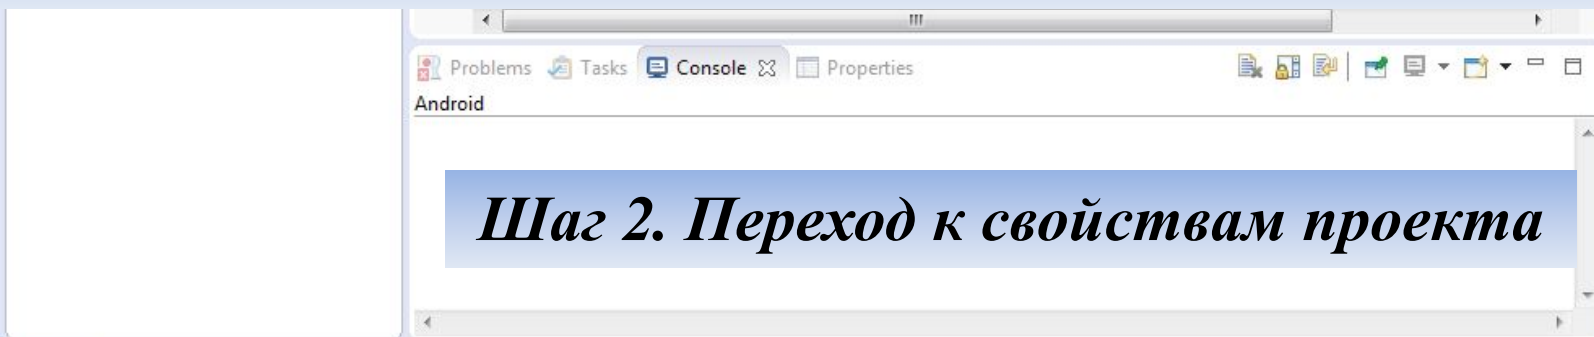 Problems Tasks Console Properties
Android
Шаг 2. Переход к свойствам проекта